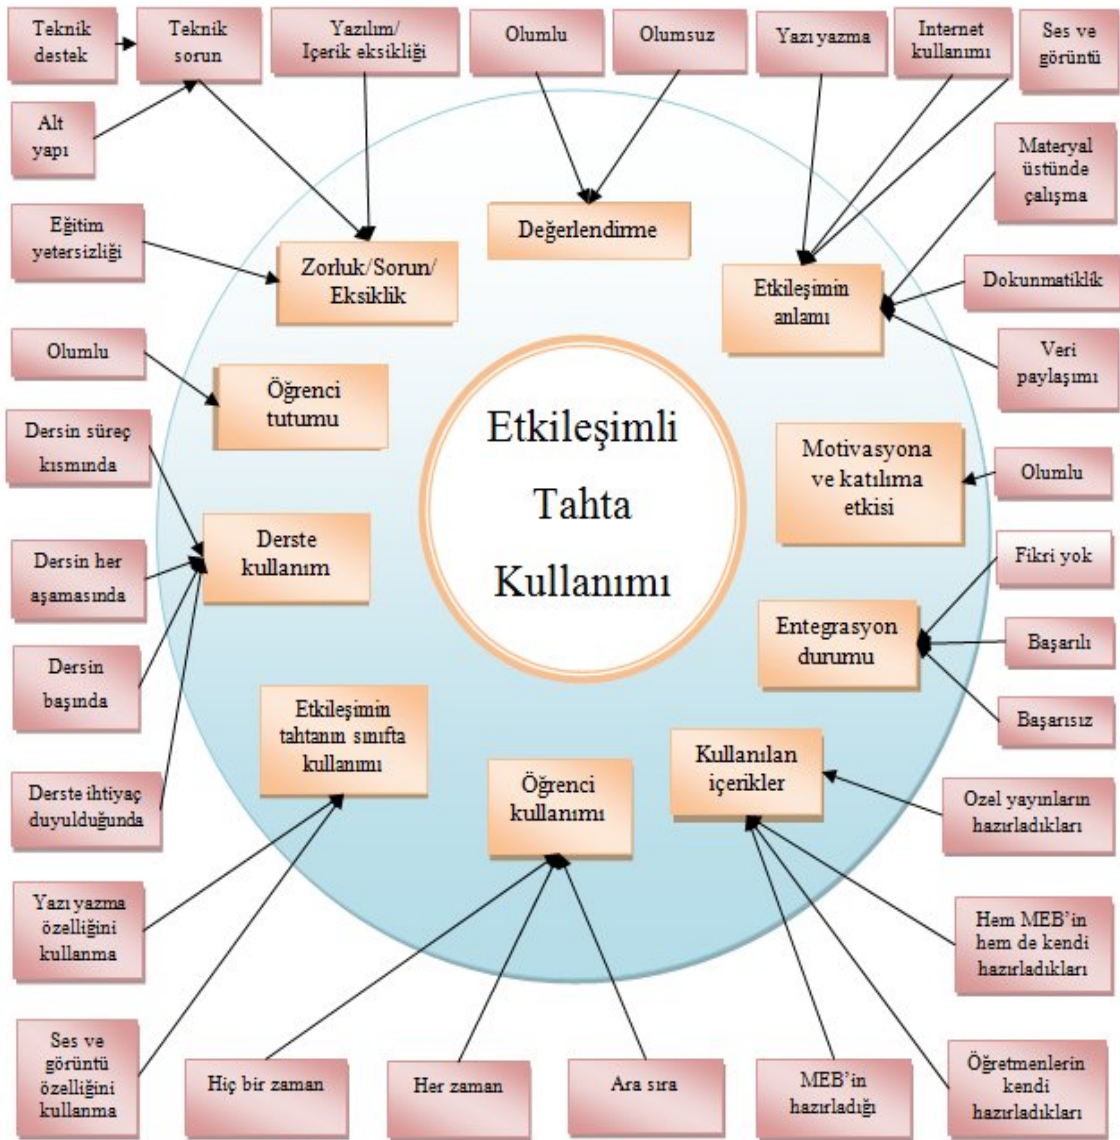 Teknik
destek
Teknik
sorun
Yazılım/
İçerik eksikliği
Olumlu
Olumsuz
Yazı yazma
Internet
kullanımı
Ses ve
görüntü
Alt
yapı
Materyal
üstünde
çalışma
Eğitim
yetersizliği
Zorluk/Sorun/
Eksiklik
Değerlendirme
Etkileşimin
anlamı
Dokunmatiklik
Veri
paylaşımı
Olumlu
Öğrenci
tutumu
Etkileşimli
Tahta
Kullanımı
Motivasyona
ve katılıma
etkisi
Olumlu
Dersin süreç
kısmında
Derste
kullanım
Dersin her
aşamasında
Fikri yok
Entegrasyon
durumu
Başarılı
Dersin
başında
Başarısız
Etkileşimin
tahtanın sınıfta
kullanımı
Öğrenci
kullanımı
Kullanılan
içerikler
Derste ihtiyaç
duyulduğunda
Ozel yayınların
hazırladıkları
Yazı yazma
özelliğini
kullanma
Hem MEB’in
hem de kendi
hazırladıkları
Ses ve
görüntü
özelliğini
kullanma
Hiç bir zaman
Her zaman
Ara sıra
MEB’in
hazırladığı
Öğretmenlerin
kendi
hazırladıkları